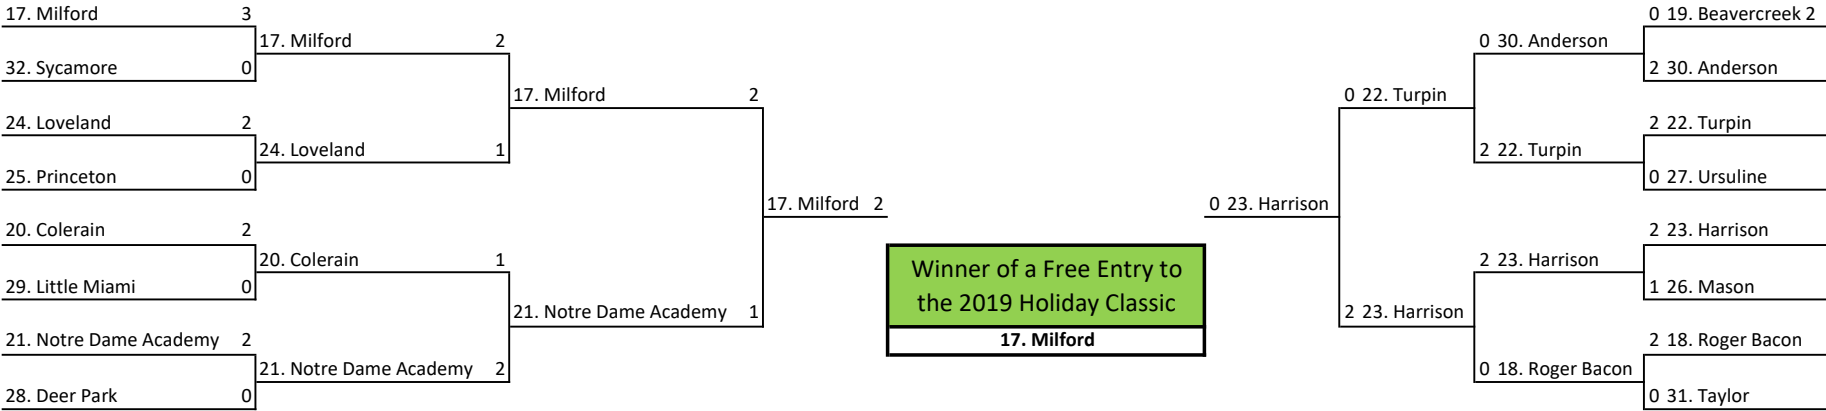 17. Milford 3
32. Sycamore 0
24. Loveland 2
25. Princeton 0
20. Colerain 2
29. Little Miami 0
21. Notre Dame Academy 2
28. Deer Park 0
17. Milford 2
24. Loveland 1
20. Colerain 1
21. Notre Dame Academy 2
17. Milford 2
21. Notre Dame Academy 1
17. Milford 2
Winner of a Free Entry to
the 2019 Holiday Classic
17. Milford
0 23. Harrison
0 22. Turpin
2 23. Harrison
0 30. Anderson
2 22. Turpin
2 23. Harrison
0 18. Roger Bacon
0 19. Beavercreek 2
2 30. Anderson
2 22. Turpin
0 27. Ursuline
2 23. Harrison
1 26. Mason
2 18. Roger Bacon
0 31. Taylor